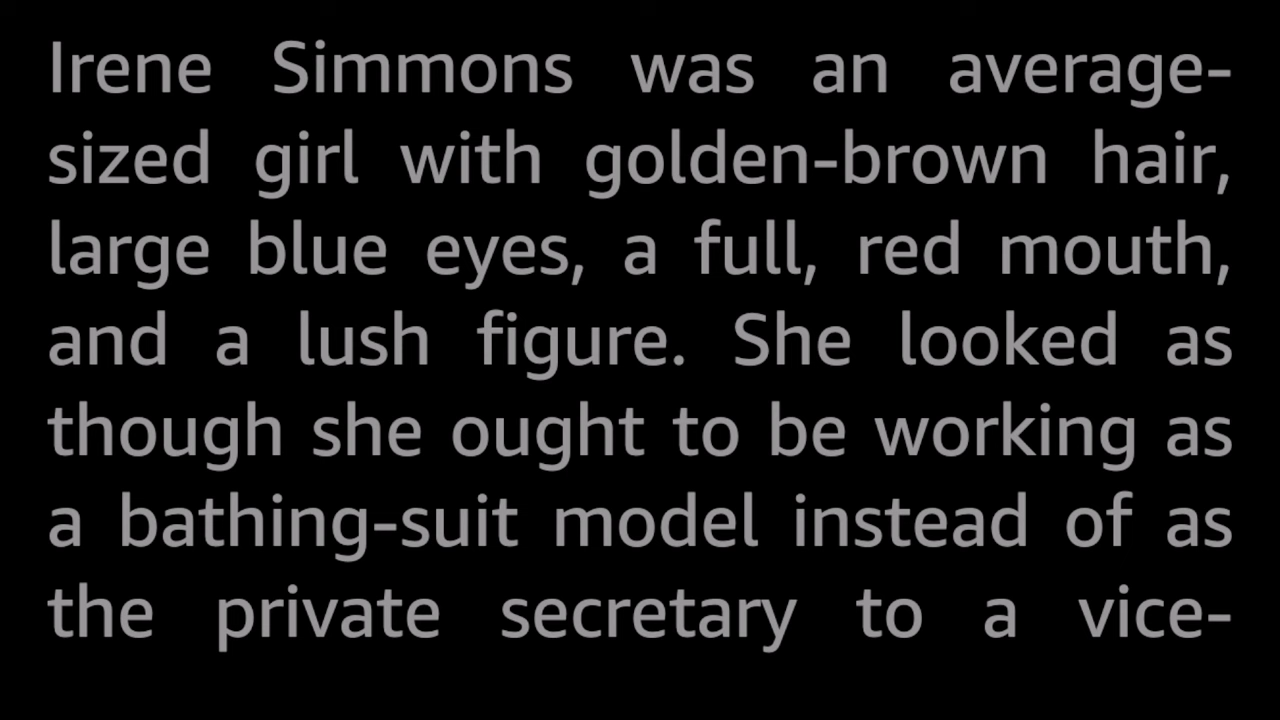 Irene Simmons was an average-
sized girl with golden-brown hair,
large blue eyes, a full, red mouth,
and a lush figure. She looked as
though she ought to be working as
a bathing-suit model instead of as
the private secretary to a vice-